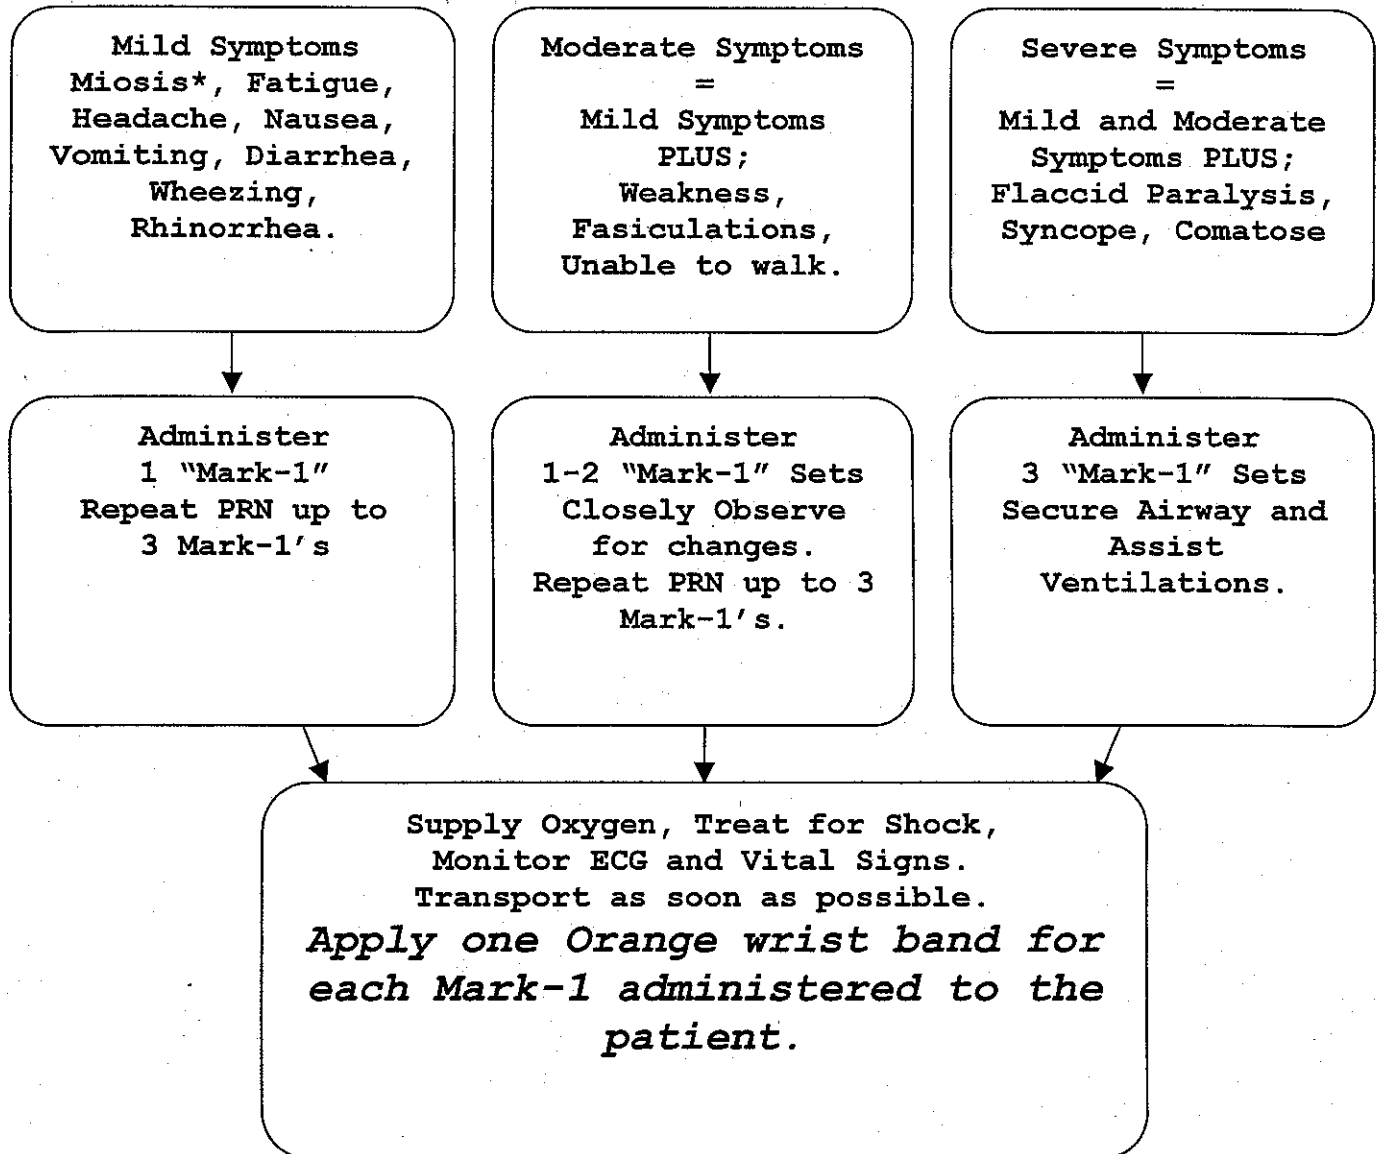 Mild Symptoms
Miosis*, Fatigue,
Headache, Nausea,
Vomiting, Diarrhea,
Wheezing,
Rhinorrhea.
Moderate Symptoms
=
Mild Symptoms
PLUS;
Weakness,
Fasiculations,
Unable to walk.
Severe Symptoms
=
Mild and Moderate
Symptoms PLUS;
Flaccid Paralysis,
Syncope, Comatose
Administer
1 “Mark-1”
Repeat PRN up to
3 Mark-1's
Administer
1-2 “Mark-1” Sets
Closely Observe
for changes.
Repeat PRN up to 3
Mark-1's.
Administer
3 “Mark-1” Sets
Secure Airway and
Assist
Ventilations.
Supply Oxygen, Treat for Shock,
Monitor ECG and Vital Signs.
Transport as soon as possible.
Apply one Orange wrist band for
each Mark-1 administered to the
patient.